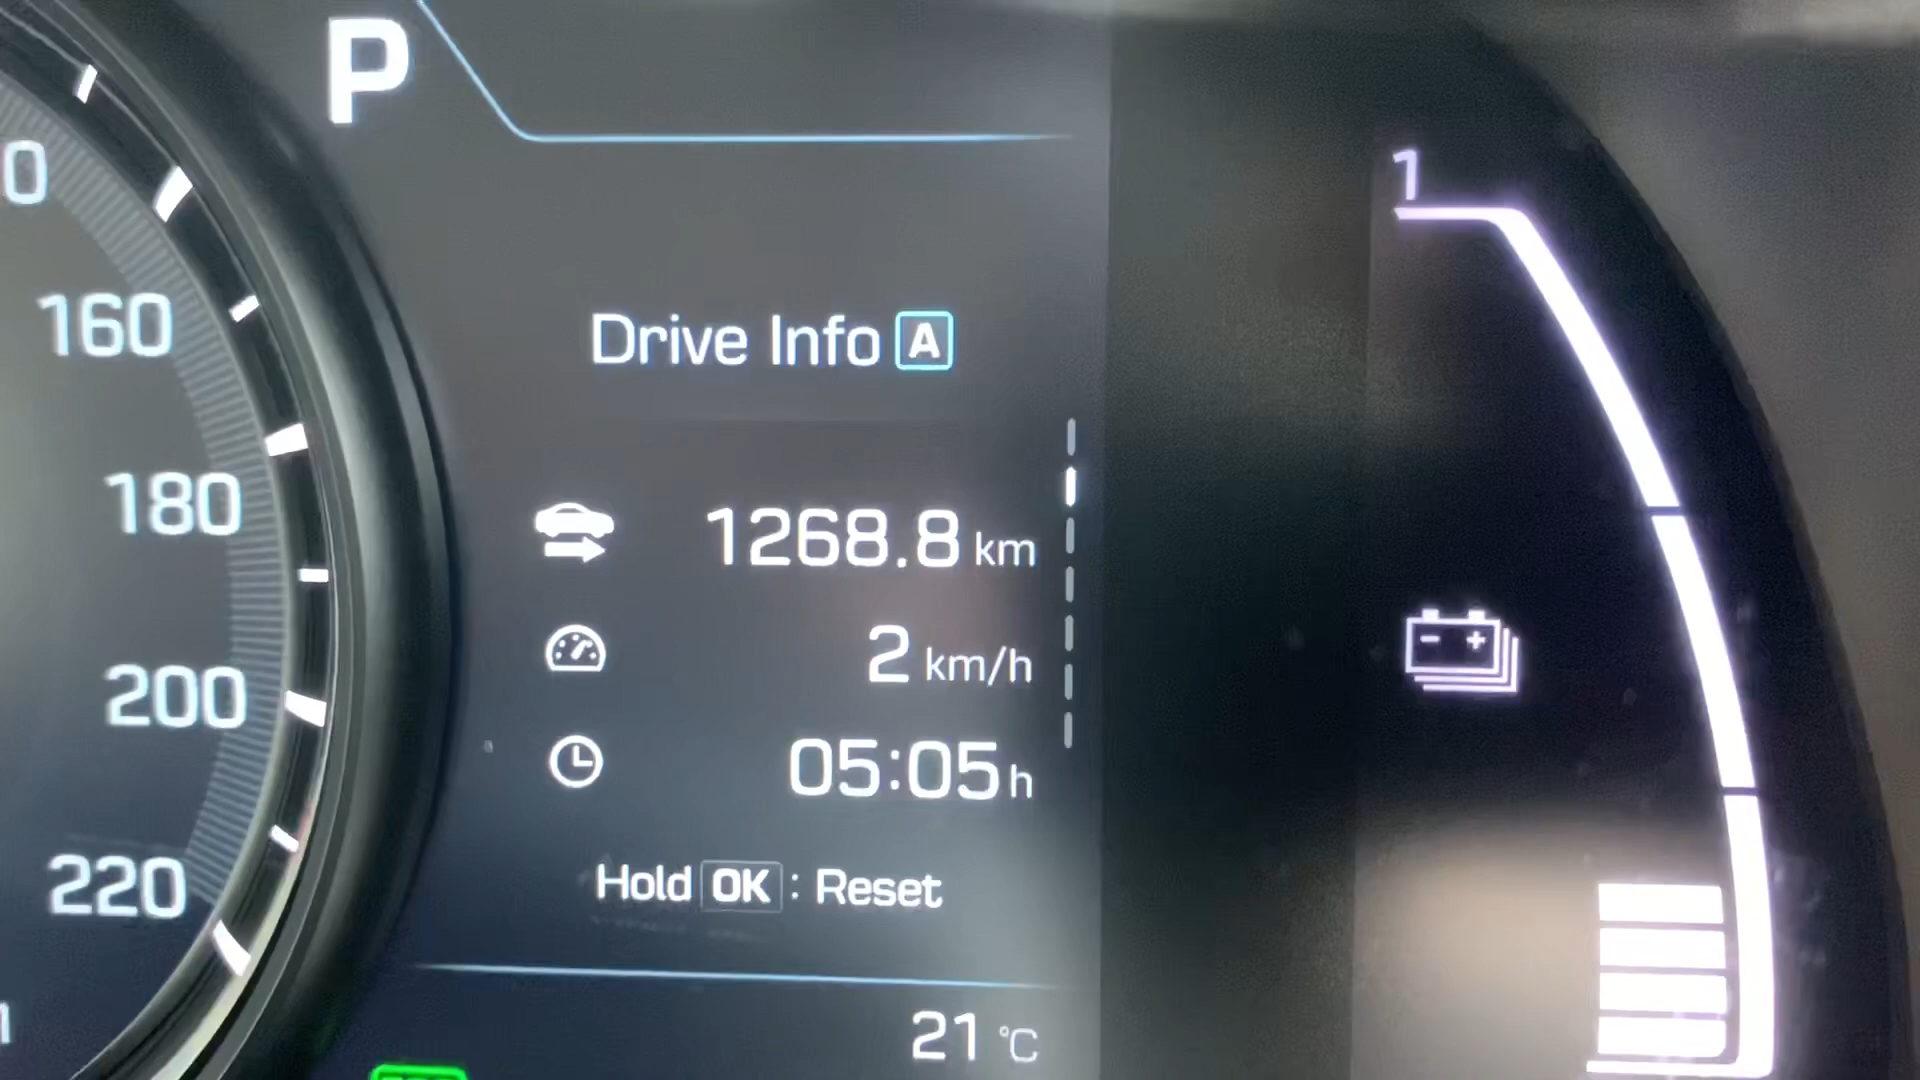 P
1
0
160
180
200
220
Drive Info A
1268.8 km
2 km/h
05:05 h
Hold OK : Reset
21 °C